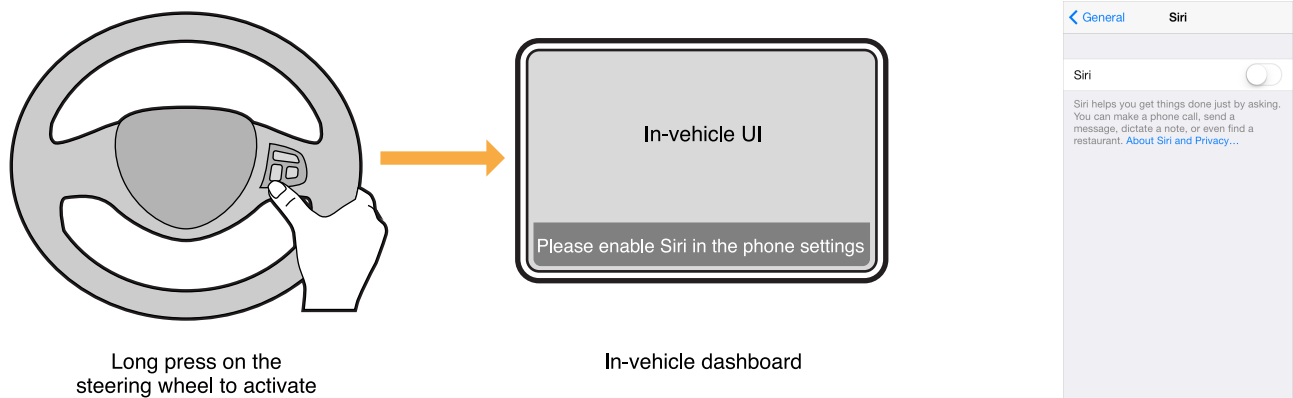 In-vehicle UI
Please enable Siri in the phone settings
Long press on the
steering wheel to activate
In-vehicle dashboard
General
Siri
Siri
Siri helps you get things done just by asking.
You can make a phone call, send a
message, dictate a note, or even find a
restaurant. About Siri and Privacy...